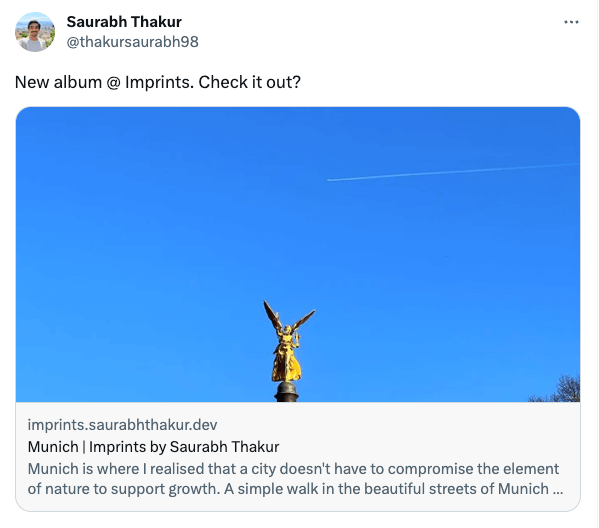 Saurabh Thakur
@thakursaurabh98
New album @ Imprints. Check it out?
imprints.saurabhthakur.dev
Munich | Imprints by Saurabh Thakur
Munich is where I realised that a city doesn't have to compromise the element
of nature to support growth. A simple walk in the beautiful streets of Munich ...